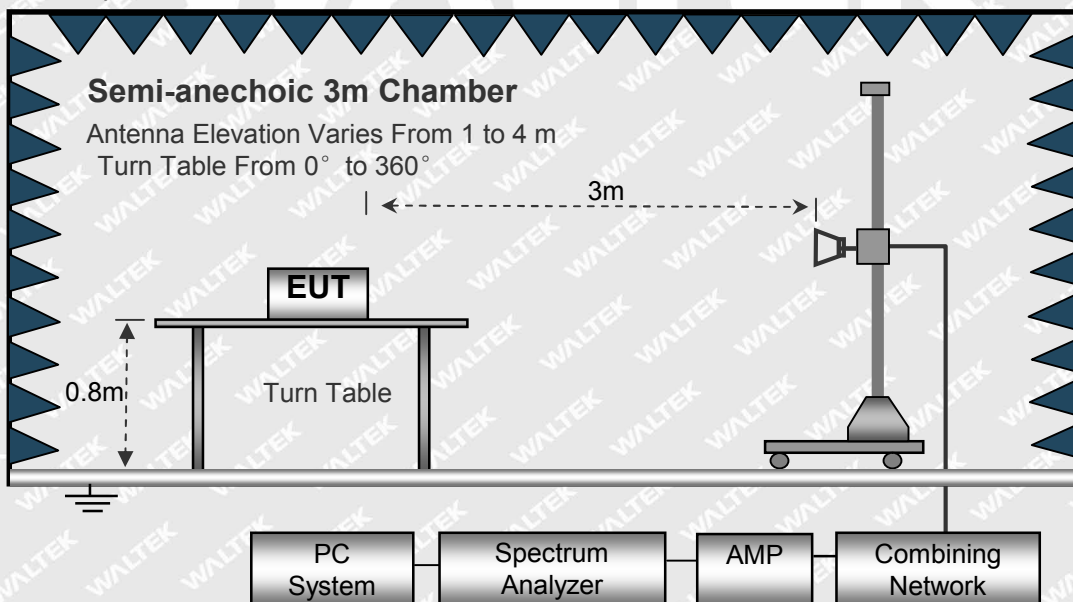 Semi-anechoic 3m Chamber
Antenna Elevation Varies From 1 to 4 m
Turn Table From 0° to 360°
3m
EUT
0.8m
Turn Table
PC
System
Spectrum
Analyzer
AMP
Combining
Network
WALTEK